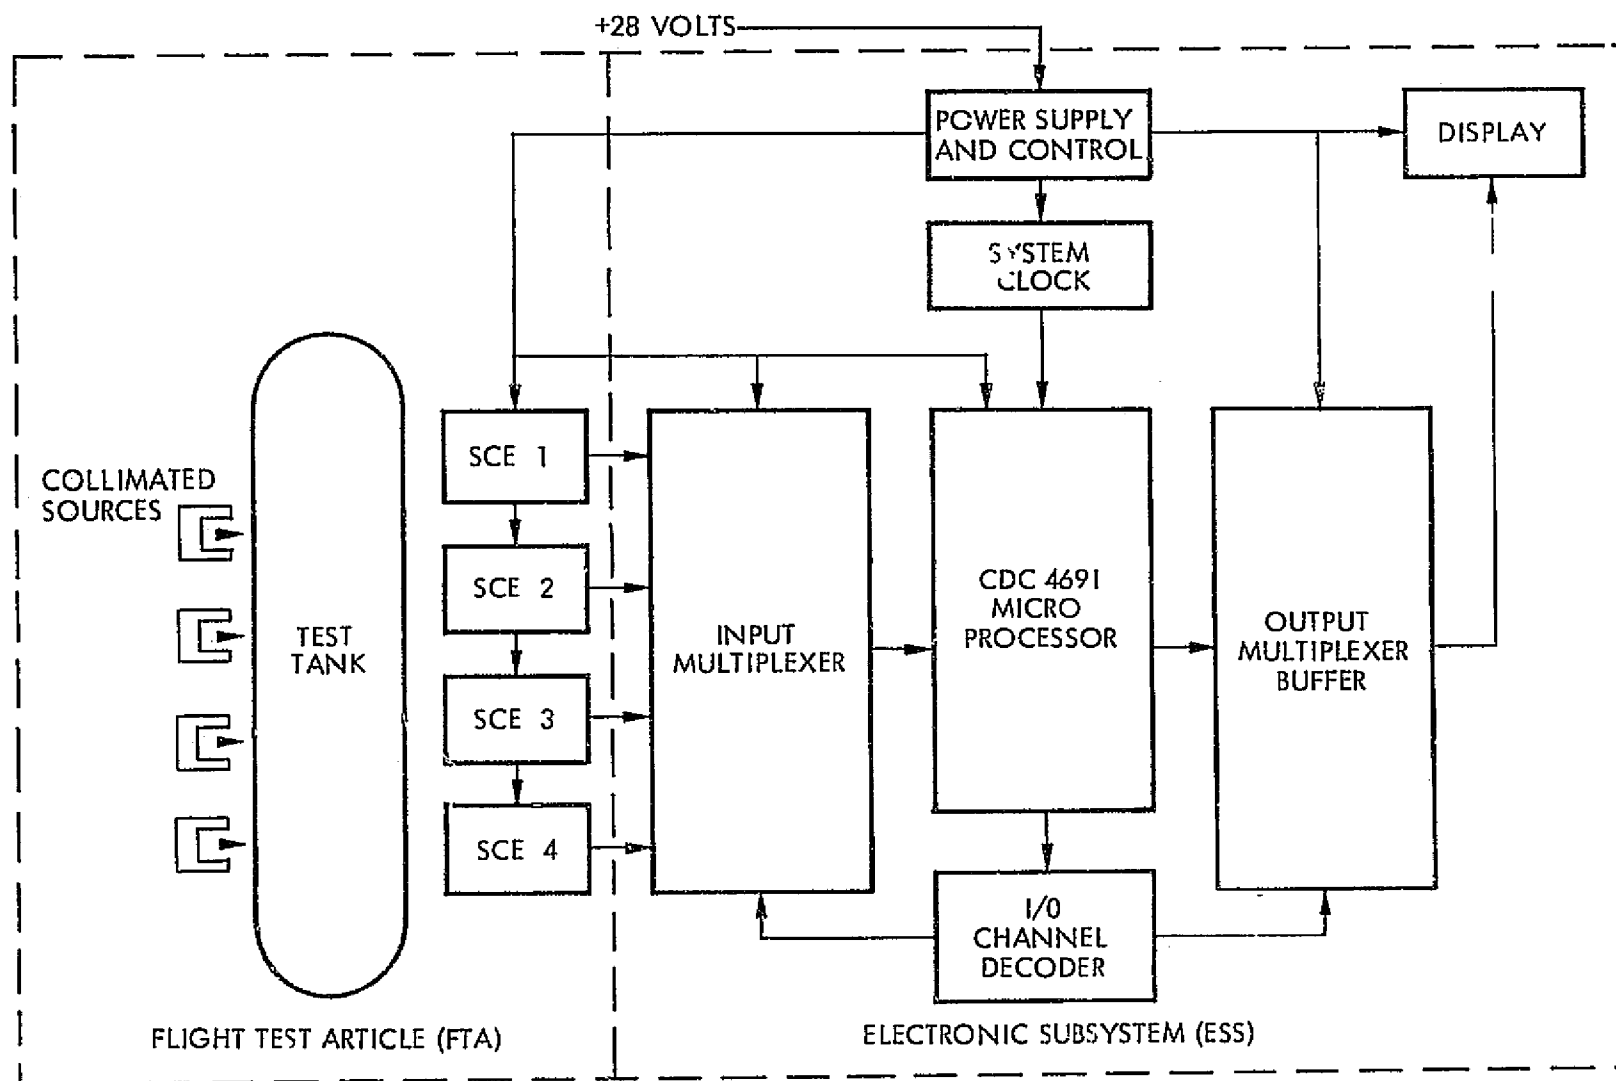 +28 VOLTS
POWER SUPPLY
AND CONTROL
DISPLAY
SYSTEM
CLOCK
COLLIMATED
SOURCES
TEST
TANK
SCE 1
SCE 2
SCE 3
SCE 4
INPUT
MULTIPLEXER
CDC 4691
MICRO
PROCESSOR
OUTPUT
MULTIPLEXER
BUFFER
I/0
CHANNEL
DECODER
FLIGHT TEST ARTICLE (FTA)
ELECTRONIC SUBSYSTEM (ESS)